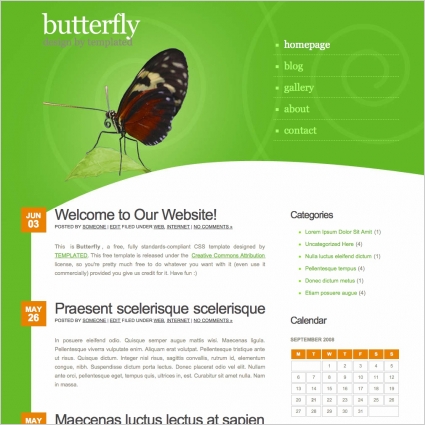 butterfly
design by templated
homepage
blog
gallery
about
contact
JUN
03
Welcome to Our Website!
POSTED BY SOMEONE | EDIT FILED UNDER WEB, INTERNET | NO COMMENTS »
This is Butterfly, a free, fully standards-compliant CSS template designed by
TEMPLATED. This free template is released under the Creative Commons Attribution
license, so you're pretty much free to do whatever you want with it (even use it
commercially) provided you give us credit for it. Have fun :)
MAY
26
Praesent scelerisque scelerisque
POSTED BY SOMEONE | EDIT FILED UNDER WEB, INTERNET | NO COMMENTS »
In posuere eleifend odio. Quisque semper augue mattis wisi. Maecenas ligula.
Pellentesque viverra vulputate enim. Aliquam erat volutpat. Pellentesque tristique ante
ut risus. Quisque dictum. Integer nisl risus, sagittis convallis, rutrum id, elementum
congue, nibh. Suspendisse dictum porta lectus. Donec placerat odio vel elit. Nullam
ante orci, pellentesque eget, tempus quis, ultrices in, est. Curabitur sit amet nulla. Nam
in massa.
MAY
Maecenas luctus lectus at sapien
Categories
Lorem Ipsum Dolor Sit Amit (1)
Uncategorized Here (4)
Nulla luctus eleifend dictum (1)
Pellentesque tempus (4)
Donec dictum metus (1)
Etiam posuere augue (4)
Calendar
SEPTEMBER 2008
M T W T F S S
1 2 3 4 5
6 7 8 9 10 11 12
13 14 15 16 17 18 19
20 21 22 23 24 25 26
27 28 29 30 31